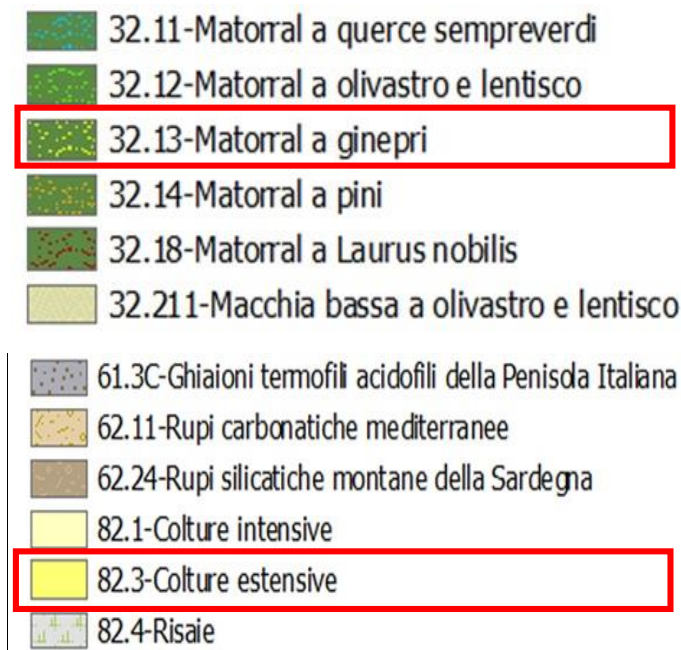 32.11-Matorral a querce sempreverdi
32.12-Matorral a olivastro e lentisco
32.13-Matorral a ginepri
32.14-Matorral a pini
32.18-Matorral a Laurus nobilis
32.211-Macchia bassa a olivastro e lentisco
61.3C-Ghiaioni termofili acidofili della Penisola Italiana
62.11-Rupi carbonatiche mediterranee
62.24-Rupi silicatiche montane della Sardegna
82.1-Colture intensive
82.3-Colture estensive
82.4-Risaie